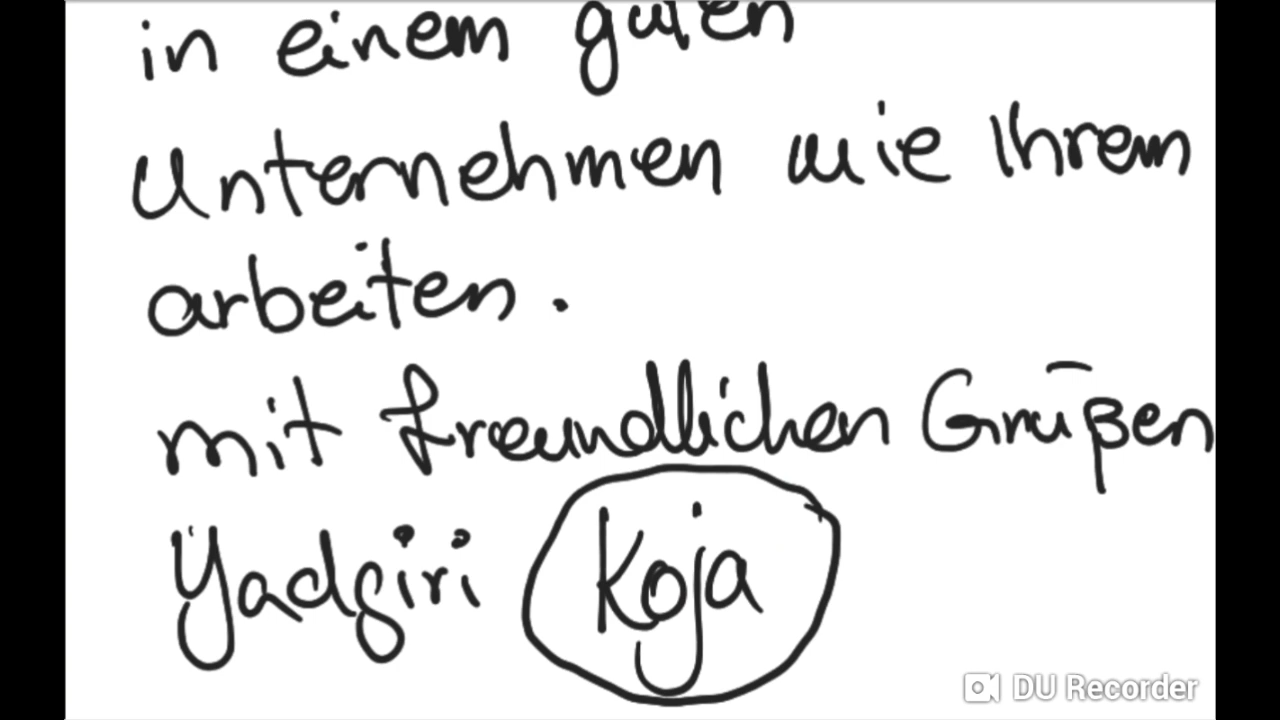 in einem guten
Unternehmen wie Ihrem
arbeiten.
mit freundlichen Grüßen
Yadgiri Koja
DU Recorder